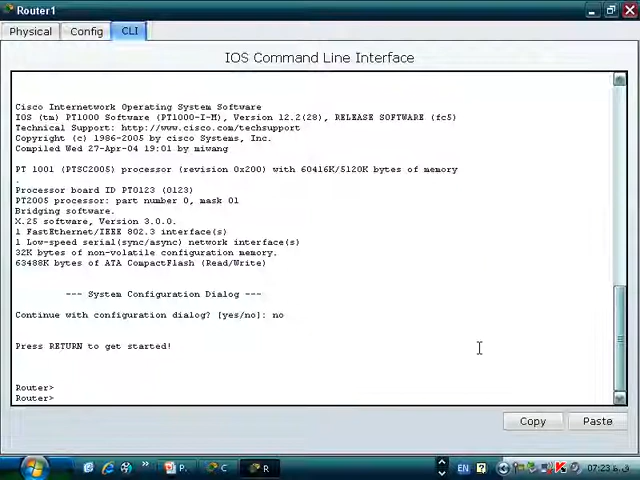 Router1
Physical
Config
CLI
IOS Command Line Interface
Cisco Internetwork Operating System Software
IOS (tm) PT1000 Software (PT1000-I-M), Version 12.2(28), RELEASE SOFTWARE (fc5)
Technical Support: http://www.cisco.com/techsupport
Copyright (c) 1986-2005 by cisco Systems, Inc.
Compiled Wed 27-Apr-04 19:01 by miwang
PT 1001 (PTSC2005) processor (revision 0x200) with 60416K/5120K bytes of memory
.
Processor board ID PT0123 (0123)
PT2005 processor: part number 0, mask 01
Bridging software.
X.25 software, Version 3.0.0.
1 FastEthernet/IEEE 802.3 interface(s)
1 Low-speed serial(sync/async) network interface(s)
32K bytes of non-volatile configuration memory.
63488K bytes of ATA CompactFlash (Read/Write)
--- System Configuration Dialog ---
Continue with configuration dialog? [yes/no]: no
Press RETURN to get started!
Router>
Router>
Copy
Paste
P.
C
R
EN
07:23 ق.ظ